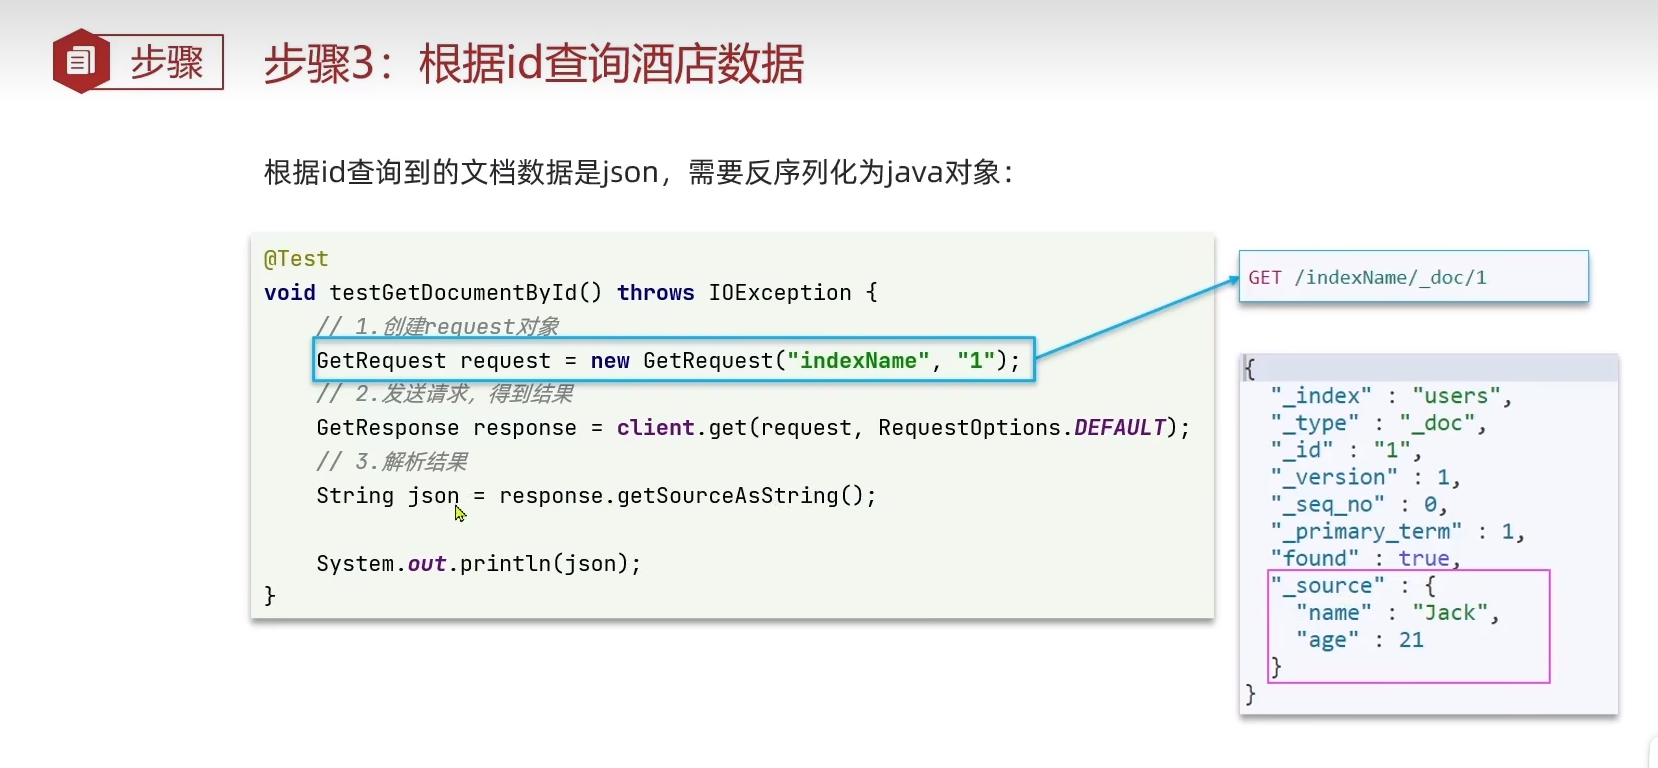 步骤
步骤3：根据id查询酒店数据
根据id查询到的文档数据是json，需要反序列化为java对象：
@Test
void testGetDocumentById() throws IOException {
// 1.创建request对象
GetRequest request = new GetRequest("indexName", "1");
// 2.发送请求，得到结果
GetResponse response = client.get(request, RequestOptions.DEFAULT);
// 3.解析结果
String json = response.getSourceAsString();
System.out.println(json);
}
GET /indexName/_doc/1
{
"_index" : "users",
"_type" : "_doc",
"_id" : "1",
"_version" : 1,
"_seq_no" : 0,
"_primary_term" : 1,
"found" : true,
"_source" : {
"name" : "Jack",
"age" : 21
}
}